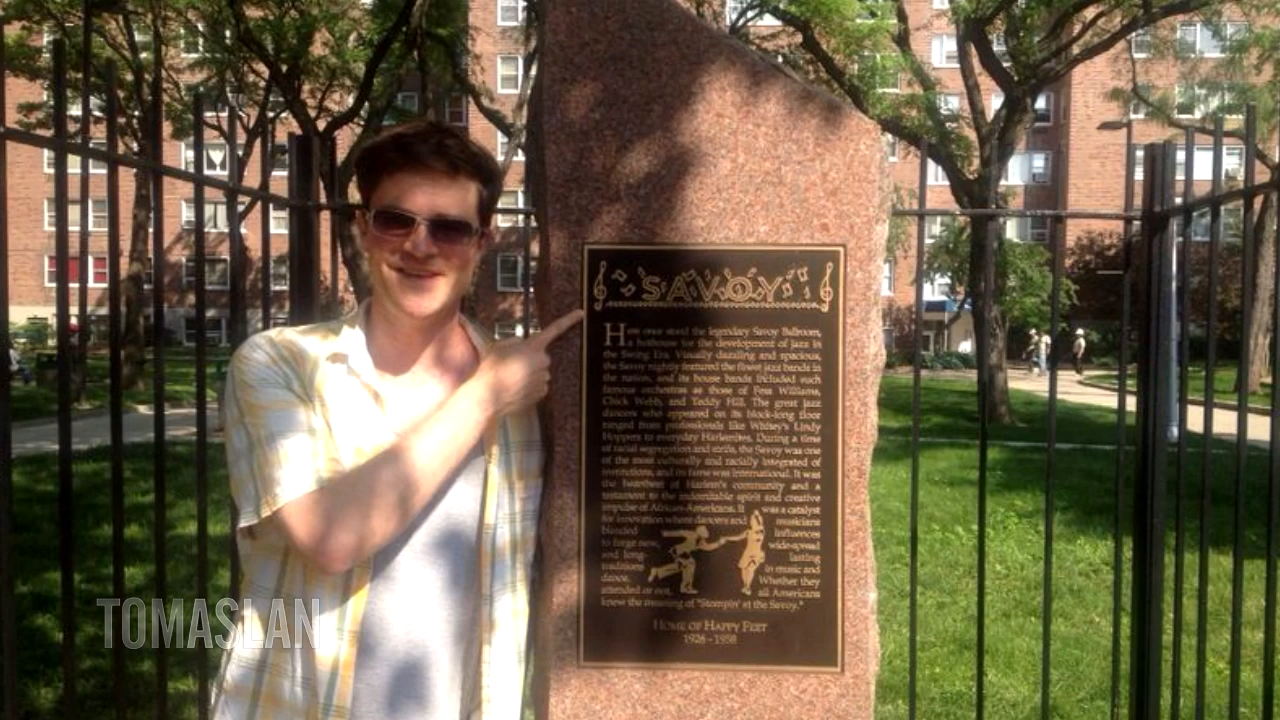 SAVOY
Here once stood the legendary Savoy Ballroom,
a hothouse for the development of jazz in
the Swing Era. Visually dazzling and spacious,
the Savoy nightly featured the finest jazz bands in
the nation, and its house bands included such
famous orchestras as those of Fess Williams,
Chick Webb, and Teddy Hill. The great jazz
dancers who appeared on its block-long floor
ranged from professionals like Whitey's Lindy
Hoppers to everyday Harlemites. During a time
of racial segregation and strife, the Savoy was one
of the most culturally and racially integrated of
institutions, and its fame was international. It was
the heartbeat of Harlem's community and a
testament to the indomitable spirit and creative
impulse of African-Americans. It was a catalyst
for innovation where dancers and musicians
blended influences
to forge new, wide-spread
and long- lasting
traditions in music and
dance. Whether they
attended or not, all Americans
knew the meaning of "Stompin' at the Savoy."
HOME OF HAPPY FEET
1926 - 1958
TOMASLAN